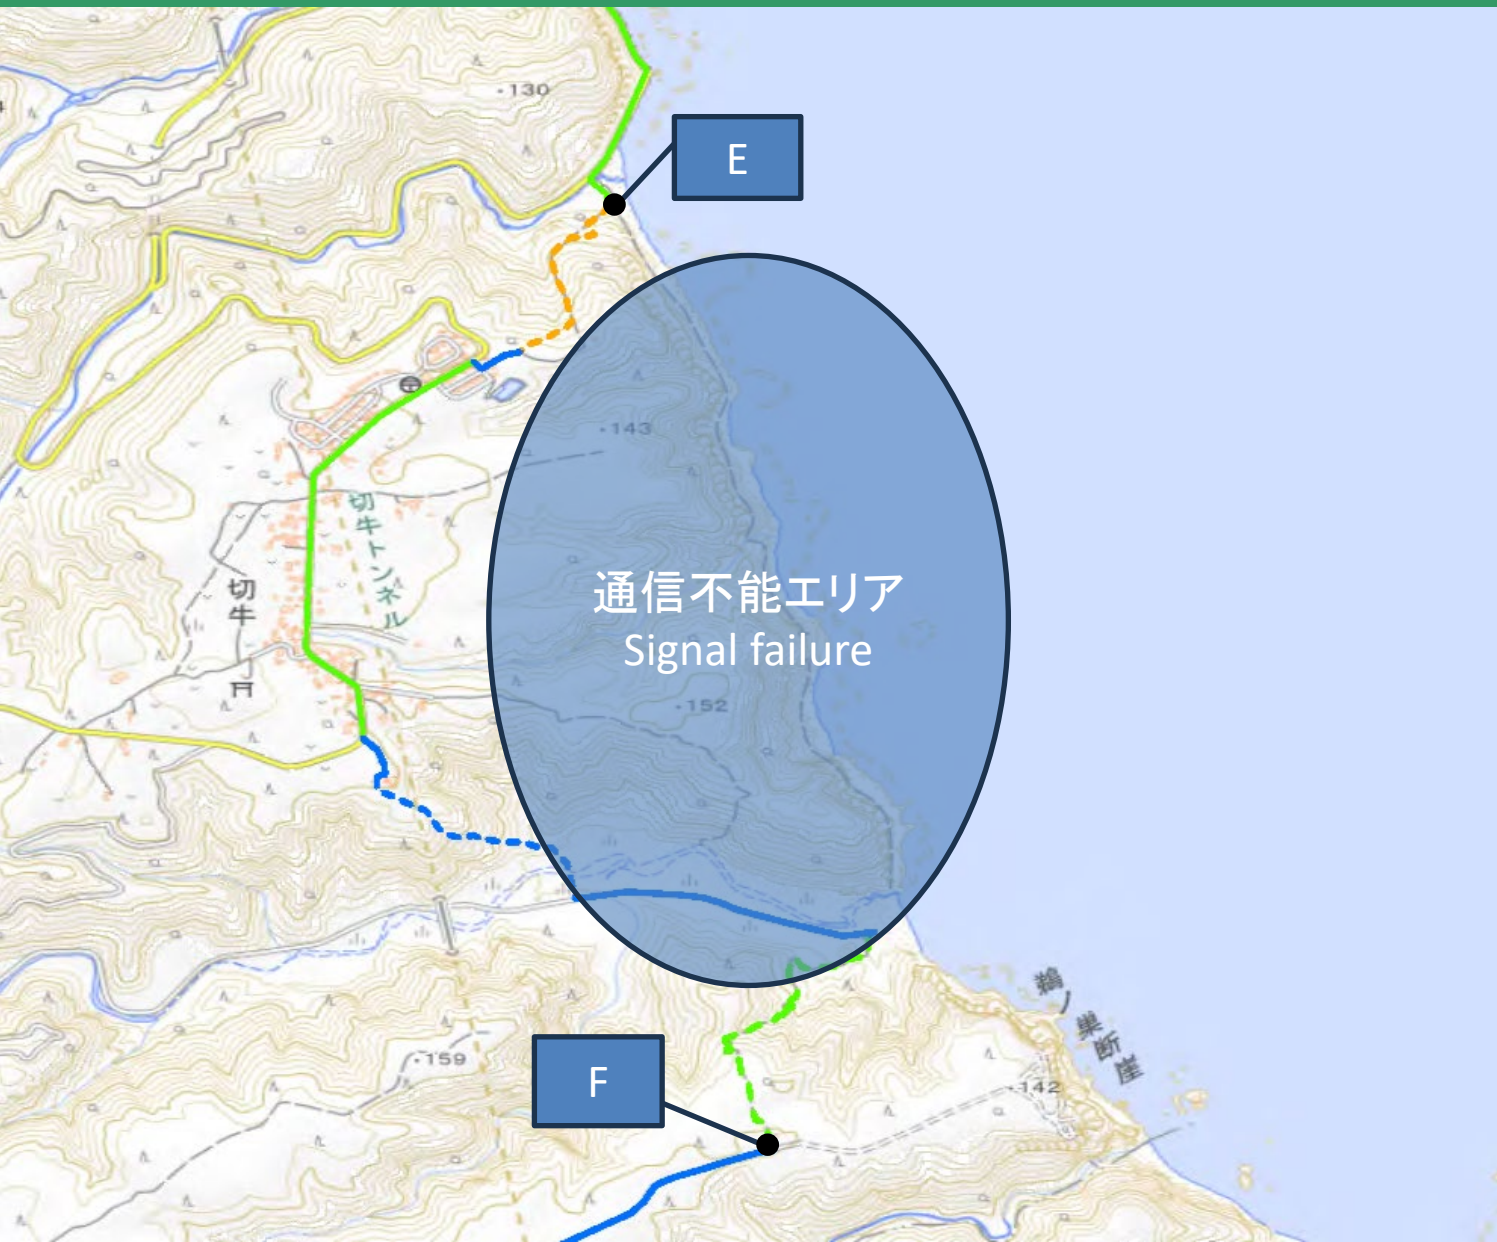 ・130
E
・143
切牛トンネル
通信不能エリア
Signal failure
切牛
・152
鵜ノ巣断崖
F
・159
・142